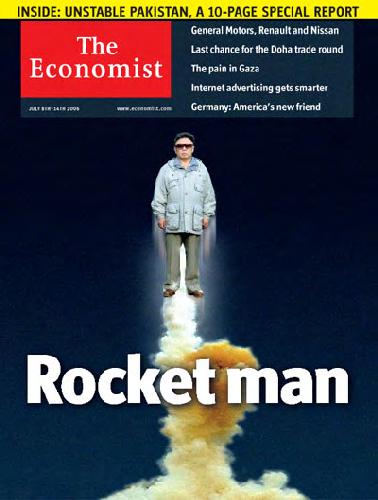 INSIDE: UNSTABLE PAKISTAN, A 10-PAGE SPECIAL REPORT
The
Economist
JULY 8TH-14TH 2006
www.economist.com
General Motors, Renault and Nissan
Last chance for the Doha trade round
The pain in Gaza
Internet advertising gets smarter
Germany: America's new friend
Rocket man